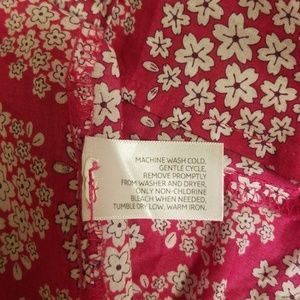 MACHINE WASH COLD,
GENTLE CYCLE,
REMOVE PROMPTLY
FROM WASHER AND DRYER,
ONLY NON-CHLORINE
BLEACH WHEN NEEDED,
TUMBLE DRY LOW, WARM IRON.